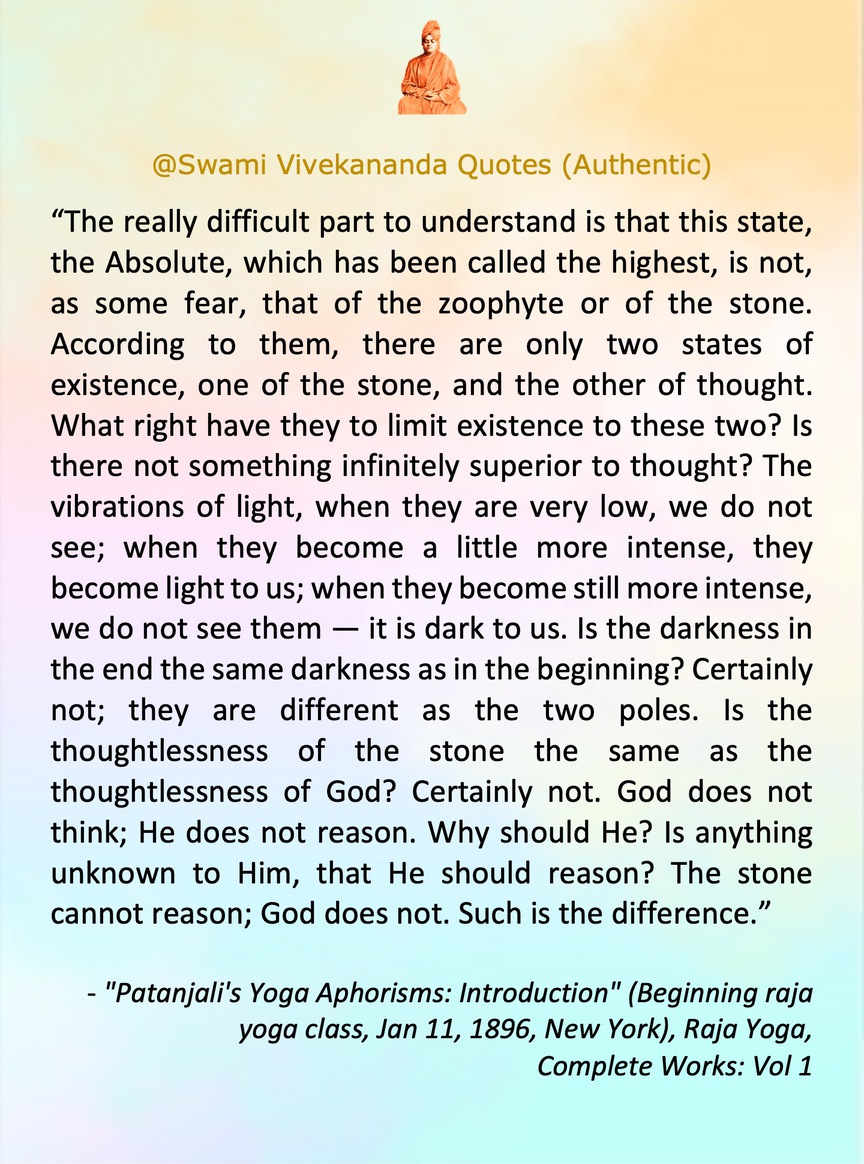 @Swami Vivekananda Quotes (Authentic)
“The really difficult part to understand is that this state,
the Absolute, which has been called the highest, is not,
as some fear, that of the zoophyte or of the stone.
According to them, there are only two states of
existence, one of the stone, and the other of thought.
What right have they to limit existence to these two? Is
there not something infinitely superior to thought? The
vibrations of light, when they are very low, we do not
see; when they become a little more intense, they
become light to us; when they become still more intense,
we do not see them — it is dark to us. Is the darkness in
the end the same darkness as in the beginning? Certainly
not; they are different as the two poles. Is the
thoughtlessness of the stone the same as the
thoughtlessness of God? Certainly not. God does not
think; He does not reason. Why should He? Is anything
unknown to Him, that He should reason? The stone
cannot reason; God does not. Such is the difference.”
- "Patanjali's Yoga Aphorisms: Introduction" (Beginning raja
yoga class, Jan 11, 1896, New York), Raja Yoga,
Complete Works: Vol 1